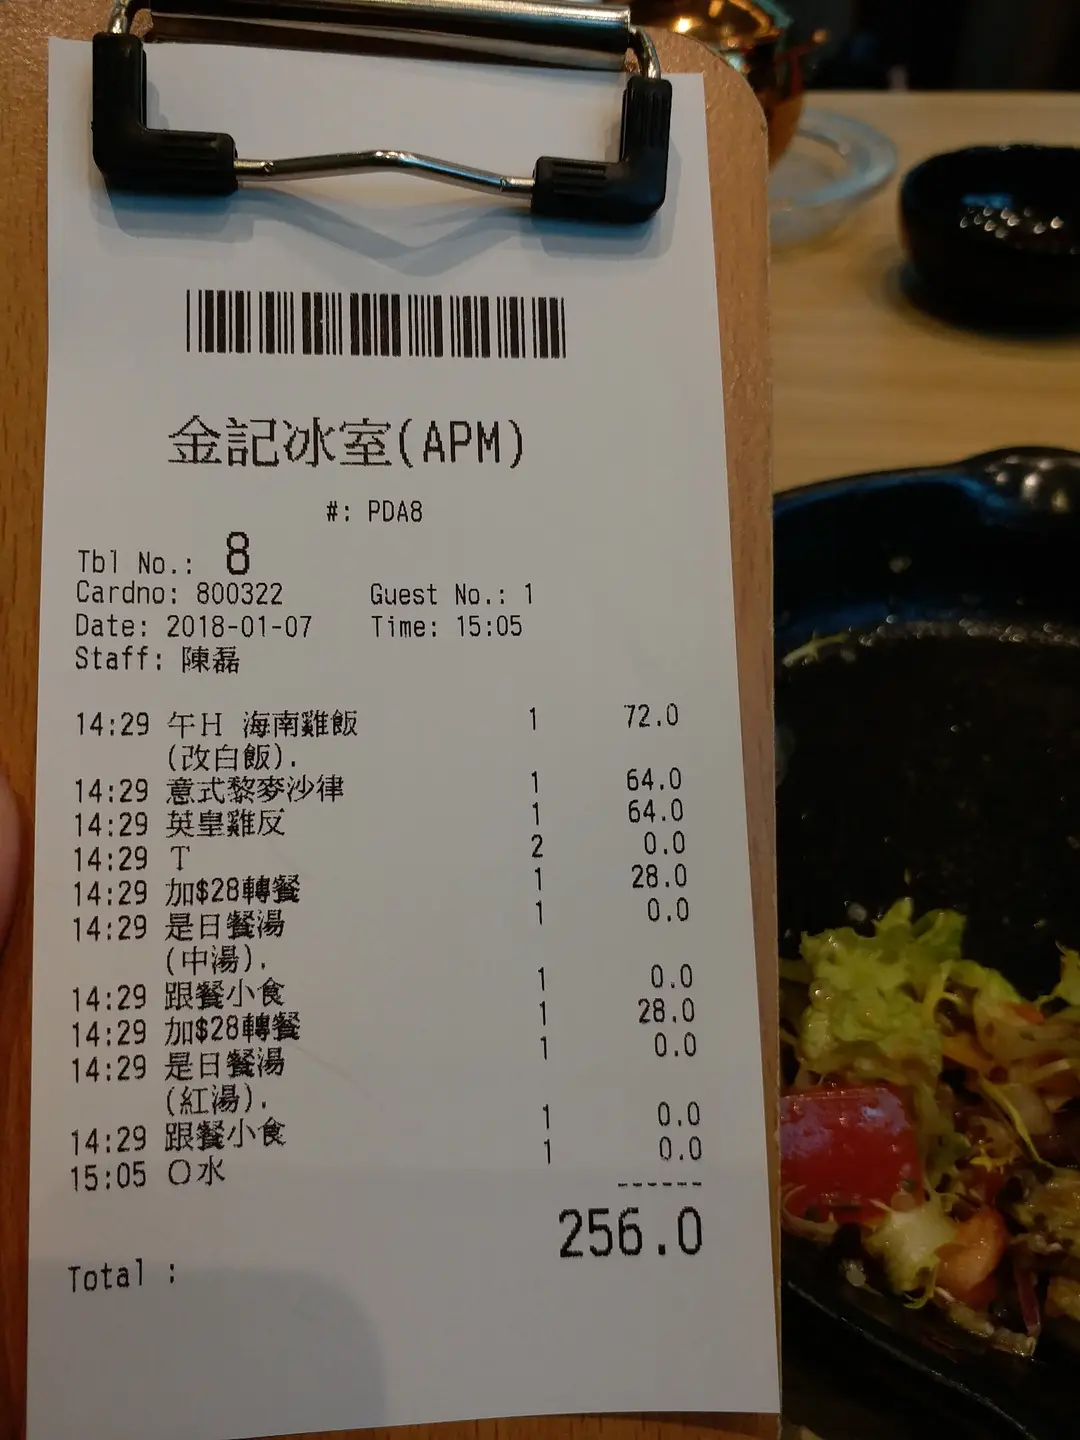 金記冰室(APM)
#: PDA8
Tbl No.: 8
Cardno: 800322 Guest No.: 1
Date: 2018-01-07 Time: 15:05
Staff: 陳磊
14:29 午H 海南雞飯 1 72.0
(改白飯).
14:29 意式藜麥沙律 1 64.0
14:29 英皇雞反 1 64.0
14:29 T 2 0.0
14:29 加$28轉餐 1 28.0
14:29 是日餐湯 1 0.0
(中湯).
14:29 跟餐小食 1 0.0
14:29 加$28轉餐 1 28.0
14:29 是日餐湯 1 0.0
(紅湯).
14:29 跟餐小食 1 0.0
15:05 O水 1 0.0
------
256.0
Total :